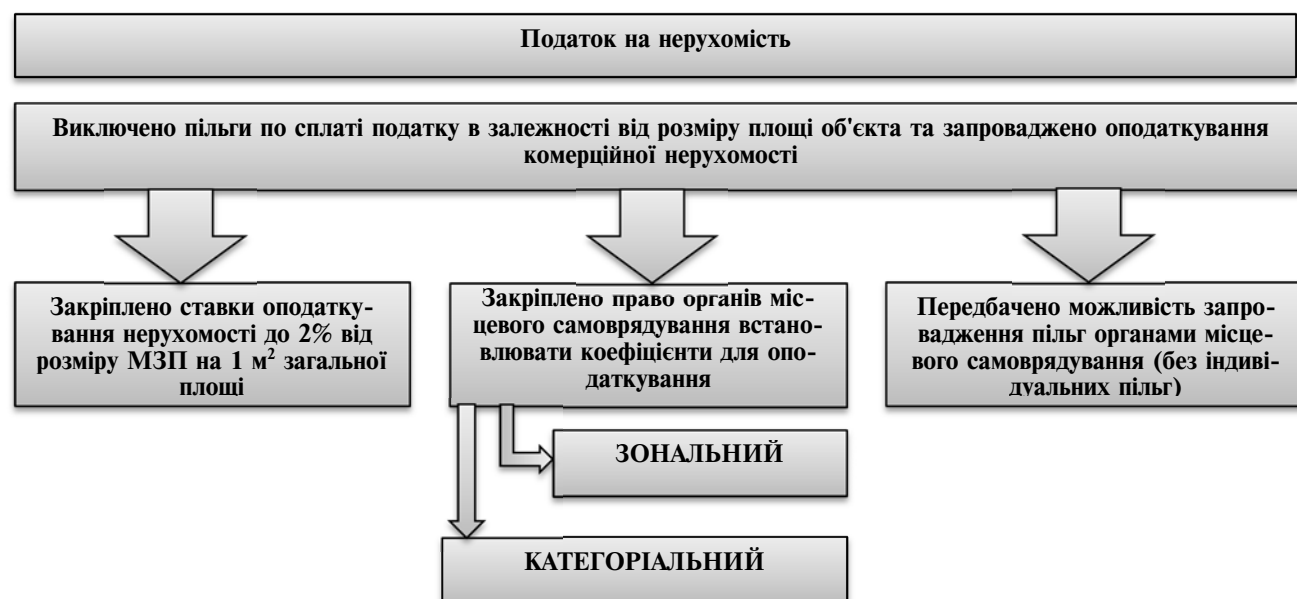 Податок на нерухомість
Виключено пільги по сплаті податку в залежності від розміру площі об'єкта та запроваджено оподаткування
комерційної нерухомості
Закріплено ставки оподатку-
вання нерухомості до 2% від
розміру МЗП на 1 м² загальної
площі
Закріплено право органів міс-
цевого самоврядування встано-
влювати коефіцієнти для опо-
даткування
Передбачено можливість запро-
вадження пільг органами місце-
вого самоврядування (без індиві-
дуальних пільг)
ЗОНАЛЬНИЙ
КАТЕГОРІАЛЬНИЙ